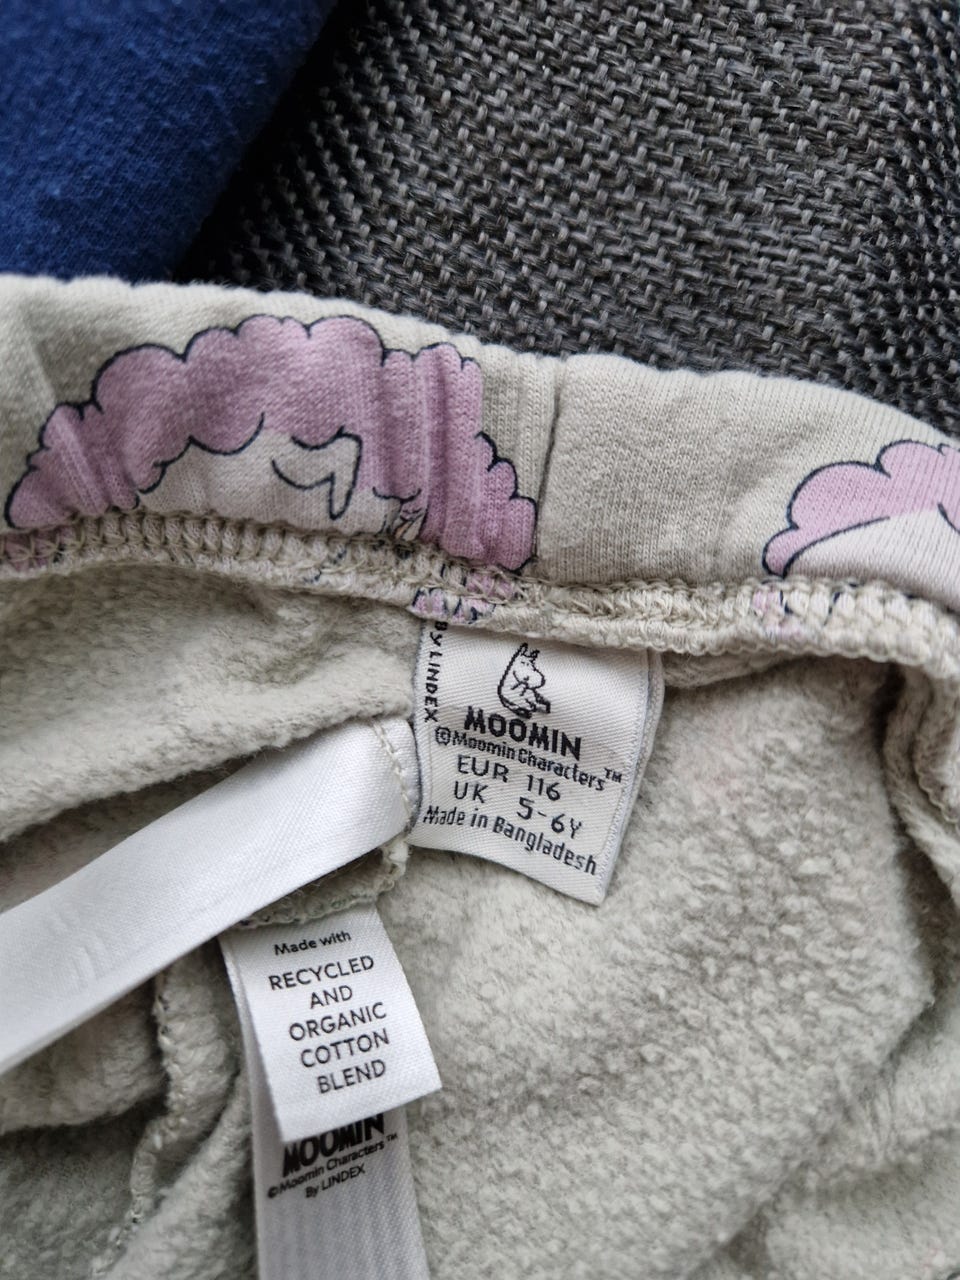 BY LINDEX
MOOMIN
©Moomin Characters™
EUR 116
UK 5-6Y
Made in Bangladesh
Made with
RECYCLED
AND
ORGANIC
COTTON
BLEND
MOOMIN
©Moomin Characters™
By LINDEX